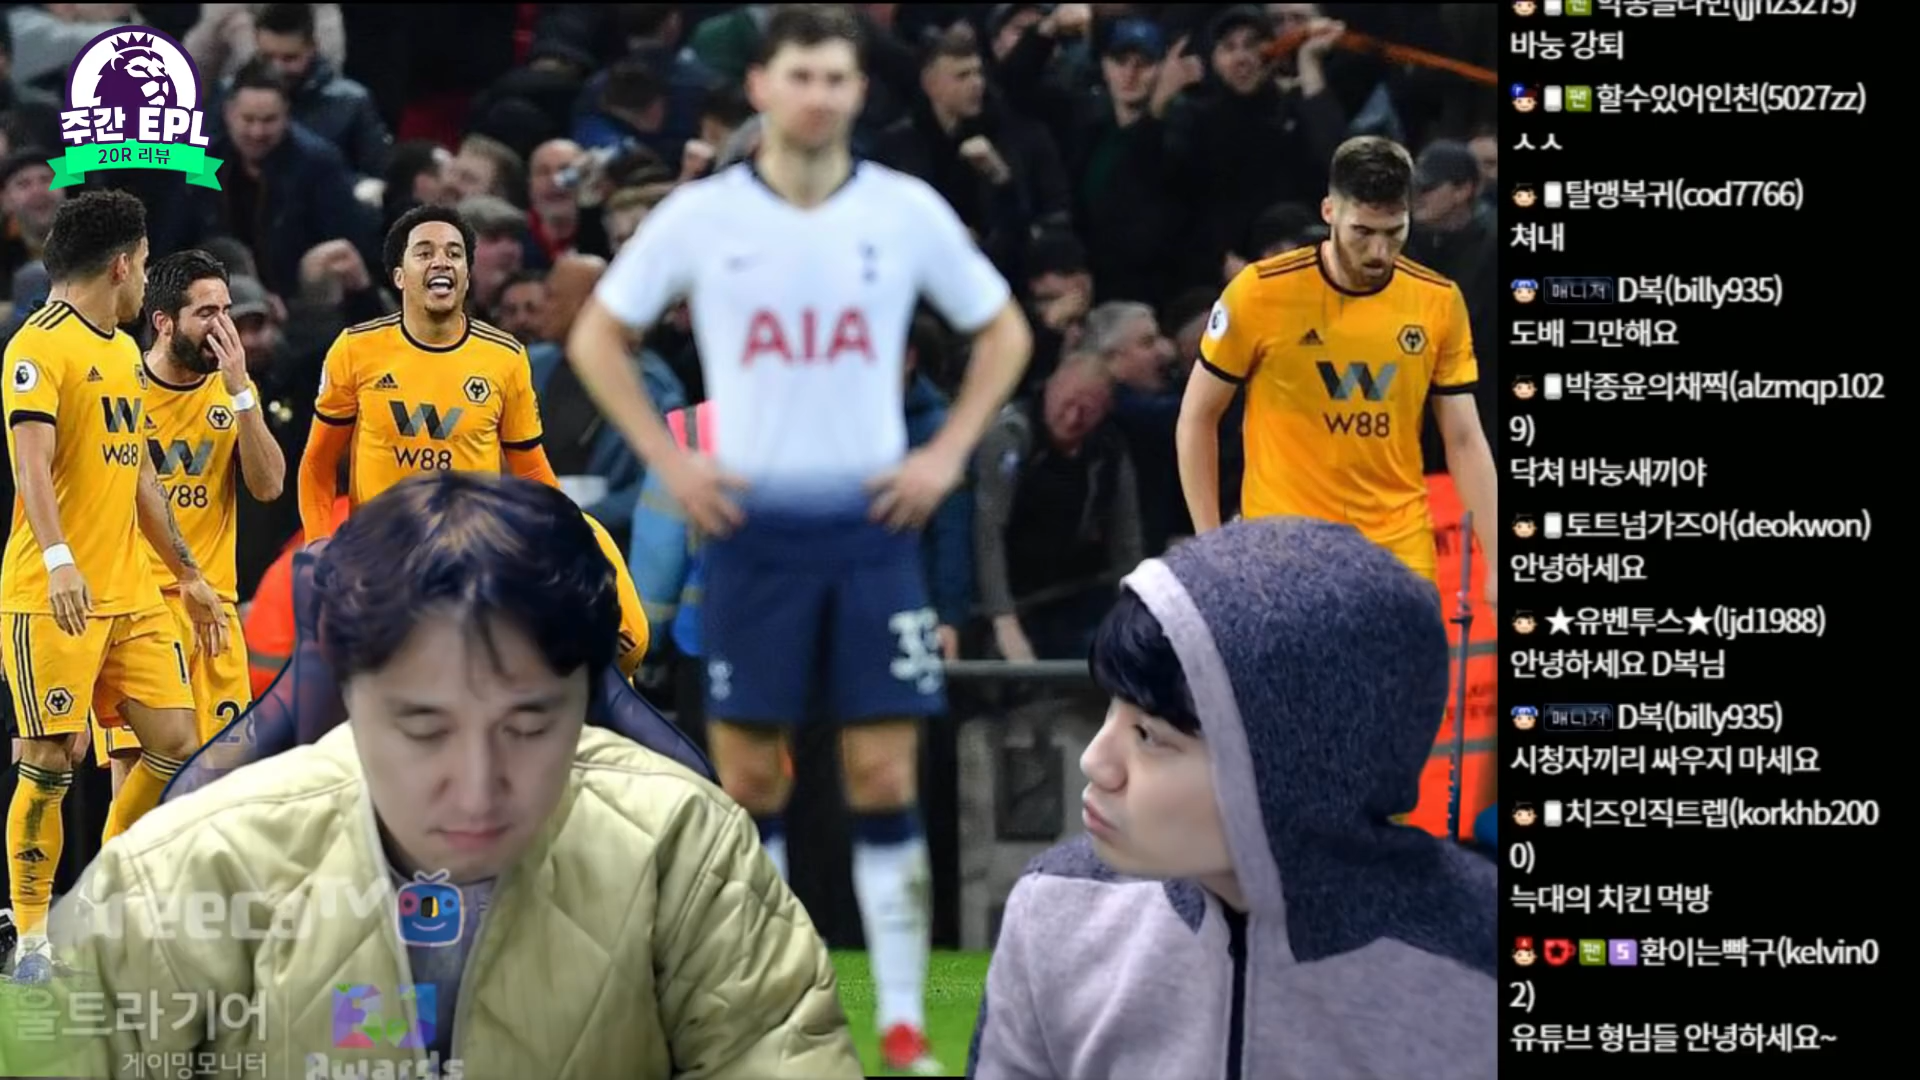 주간 EPL
20R 리뷰
W88
W88
W88
AIA
W88
33
afreecaTV
울트라기어
게이밍모니터
Awards
바눙 강퇴
팬 할수있어인천(5027zz)
ㅅㅅ
탈맹복귀(cod7766)
쳐내
매니저 D복(billy935)
도배 그만해요
박종윤의채찍(alzmqp102
9)
닥쳐 바눙새끼야
토트넘가즈아(deokwon)
안녕하세요
★유벤투스★(ljd1988)
안녕하세요 D복님
매니저 D복(billy935)
시청자끼리 싸우지 마세요
치즈인직트렙(korkhb200
0)
늑대의 치킨 먹방
팬 S 환이는빡구(kelvin0
2)
유튜브 형님들 안녕하세요~